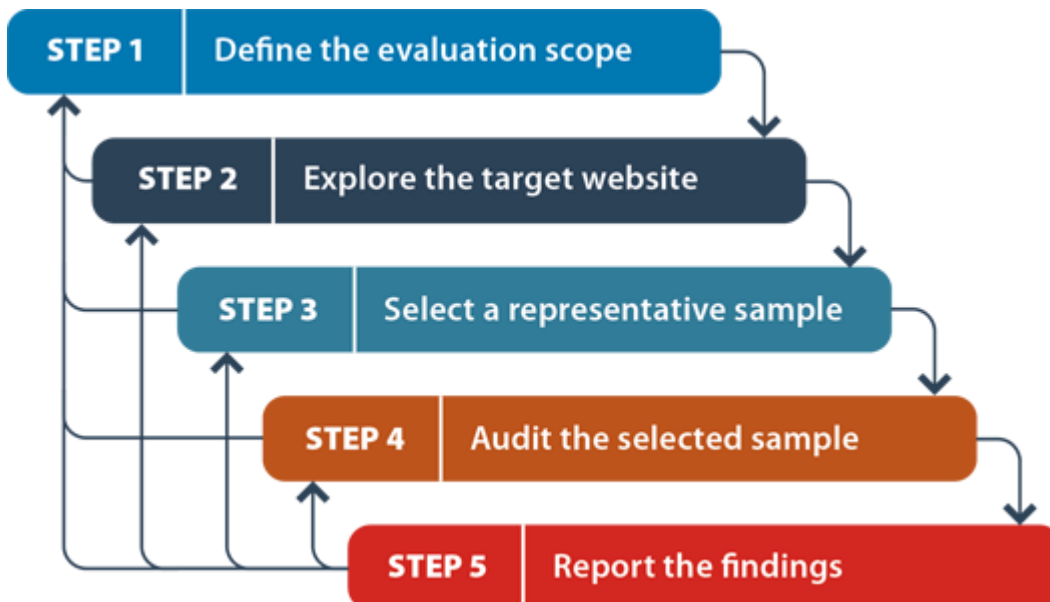 STEP 1 Define the evaluation scope
STEP 2 Explore the target website
STEP 3 Select a representative sample
STEP 4 Audit the selected sample
STEP 5 Report the findings